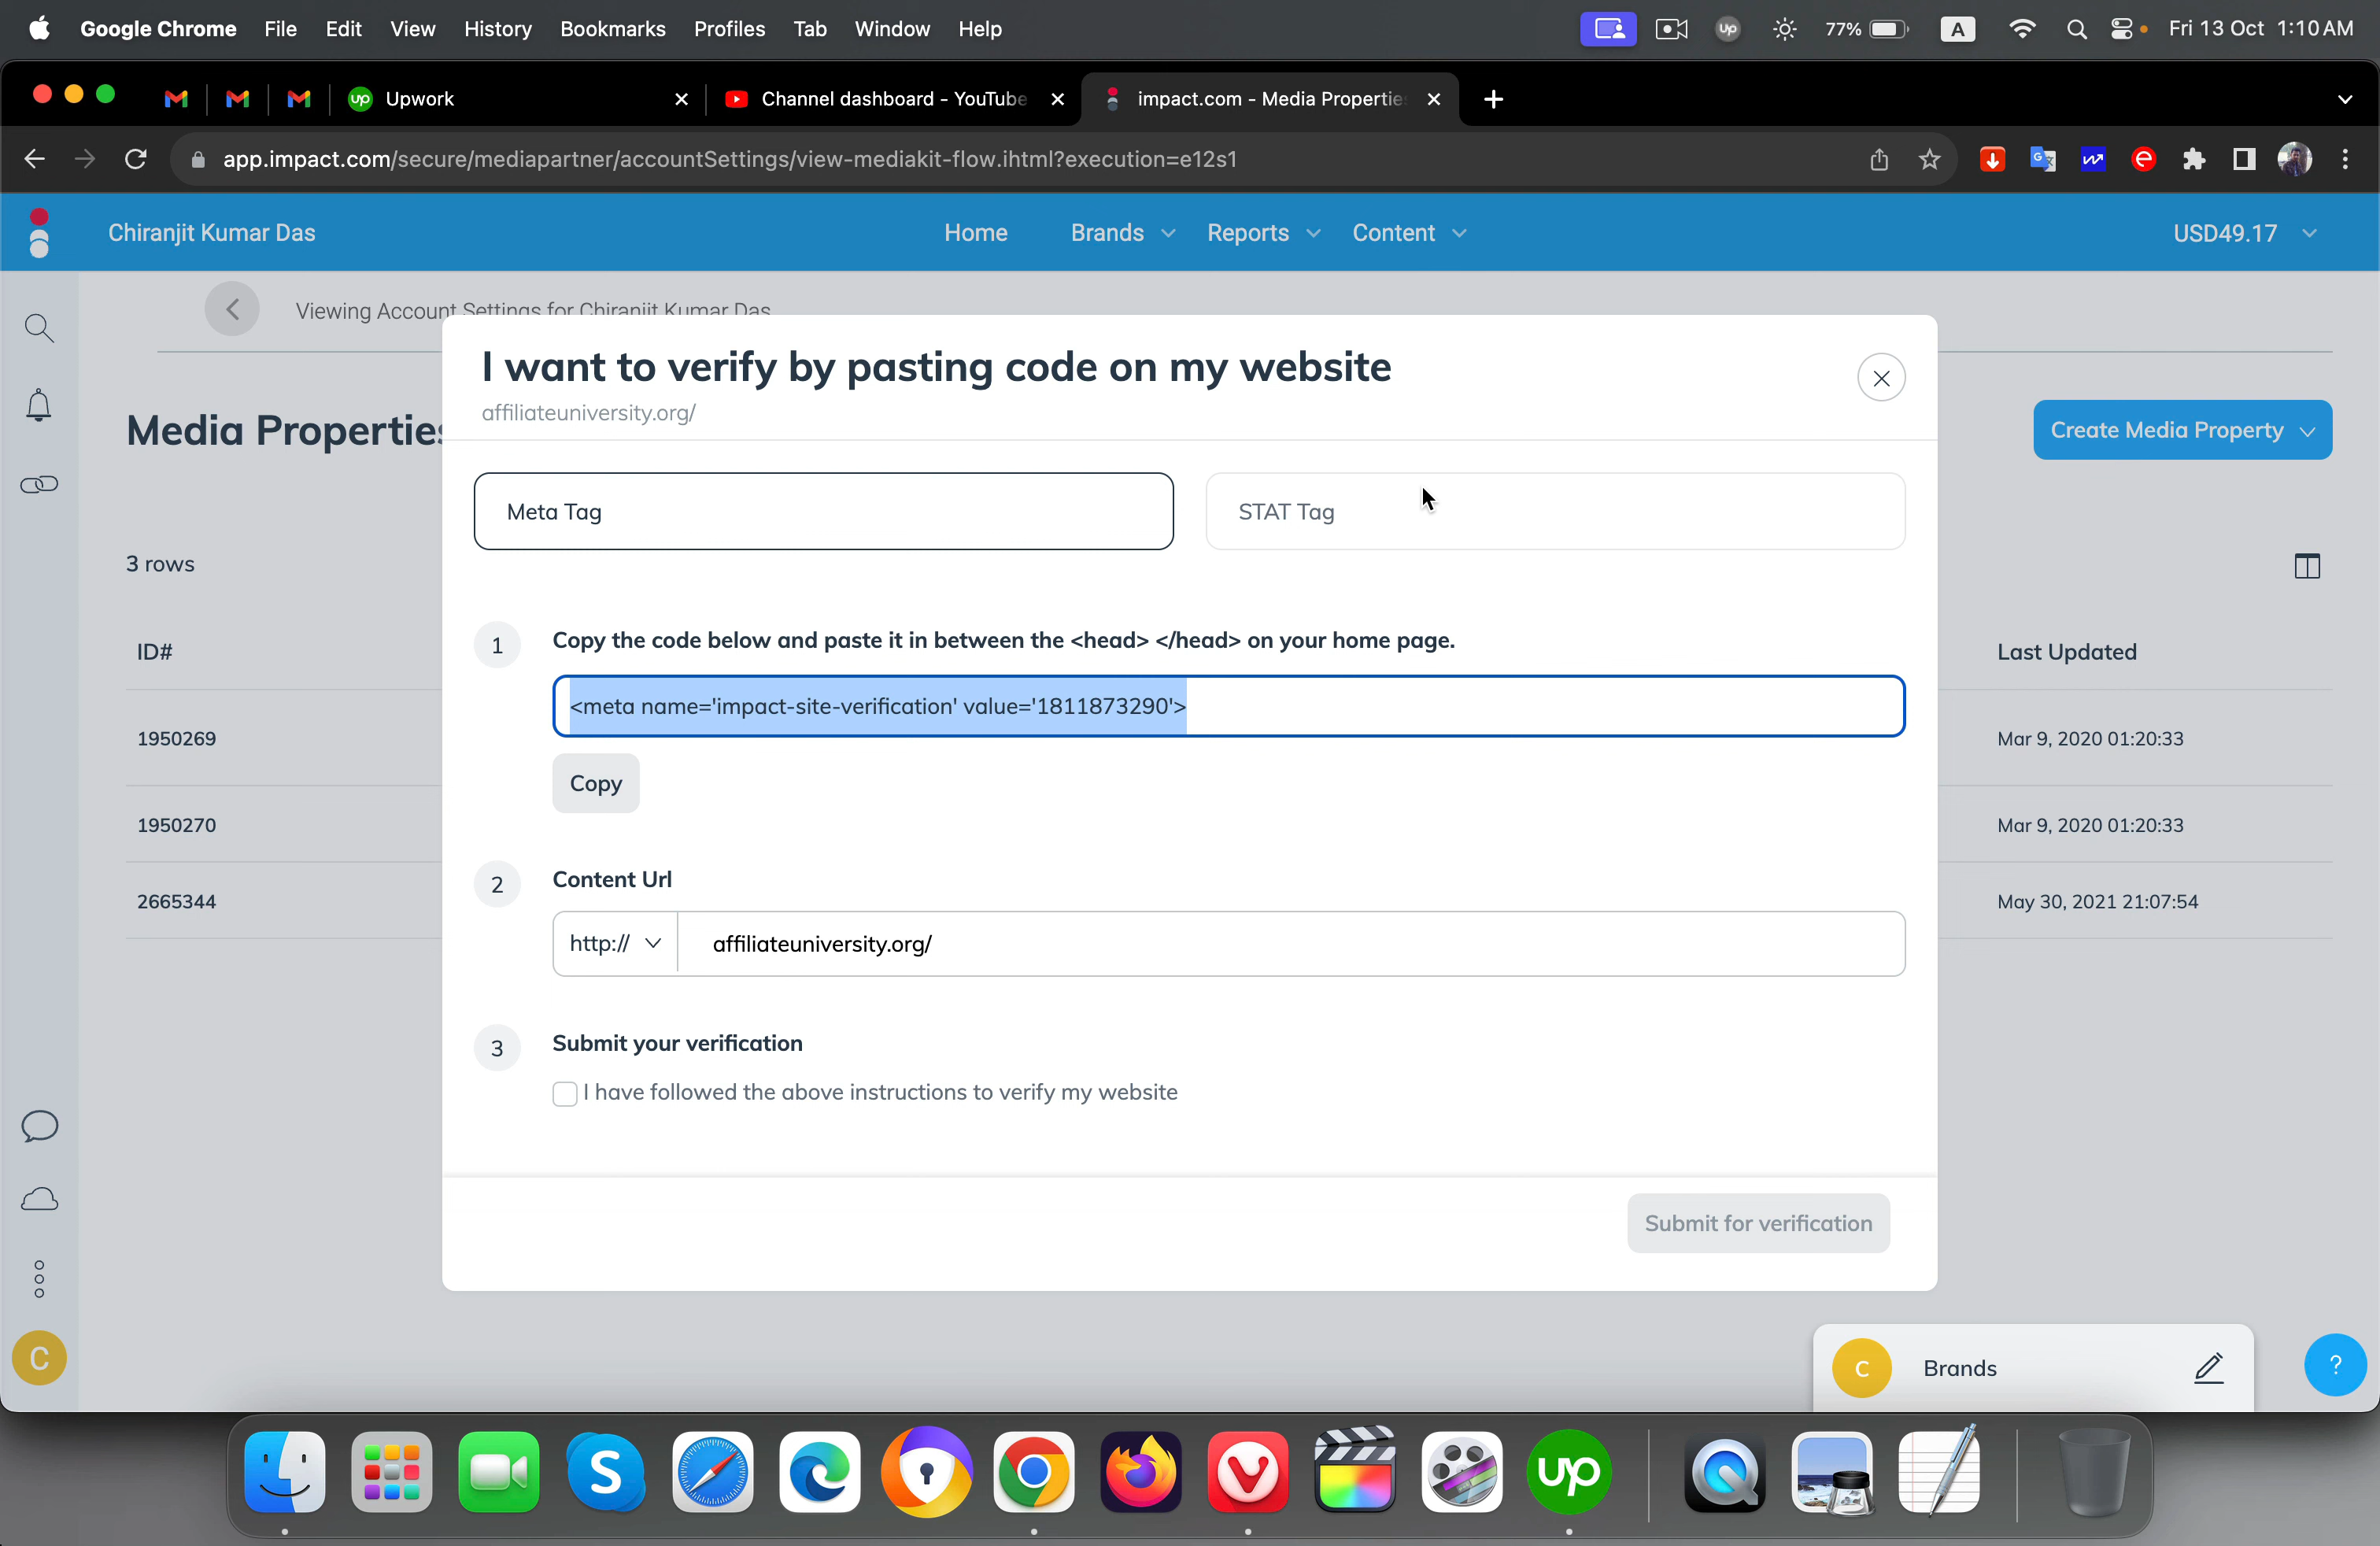 Google Chrome File Edit View History Bookmarks Profiles Tab Window Help 77% A Fri 13 Oct 1:10 AM
Upwork Channel dashboard - YouTube impact.com - Media Properties
app.impact.com/secure/mediapartner/accountSettings/view-mediakit-flow.ihtml?execution=e12s1
Chiranjit Kumar Das Home Brands Reports Content USD49.17
Viewing Account Settings for Chiranjit Kumar Das
Media Properties
Create Media Property
I want to verify by pasting code on my website
affiliateuniversity.org/
Meta Tag
STAT Tag
3 rows
ID#
Last Updated
1 Copy the code below and paste it in between the <head> </head> on your home page.
<meta name='impact-site-verification' value='1811873290'>
Copy
1950269 Mar 9, 2020 01:20:33
1950270 Mar 9, 2020 01:20:33
2665344 May 30, 2021 21:07:54
2 Content Url
http:// affiliateuniversity.org/
3 Submit your verification
I have followed the above instructions to verify my website
Submit for verification
C
C Brands
?
S
up